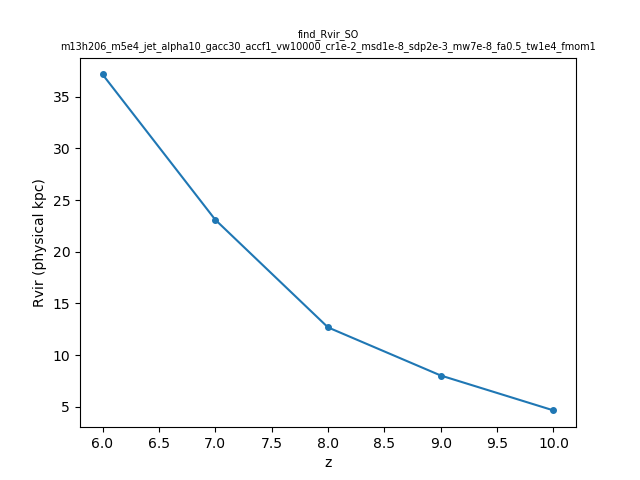 find_Rvir_SO
m13h206_m5e4_jet_alpha10_gacc30_accf1_vw10000_cr1e-2_msd1e-8_sdp2e-3_mw7e-8_fa0.5_tw1e4_fmom1
Rvir (physical kpc)
35
30
25
20
15
10
5
6.0 6.5 7.0 7.5 8.0 8.5 9.0 9.5 10.0
z